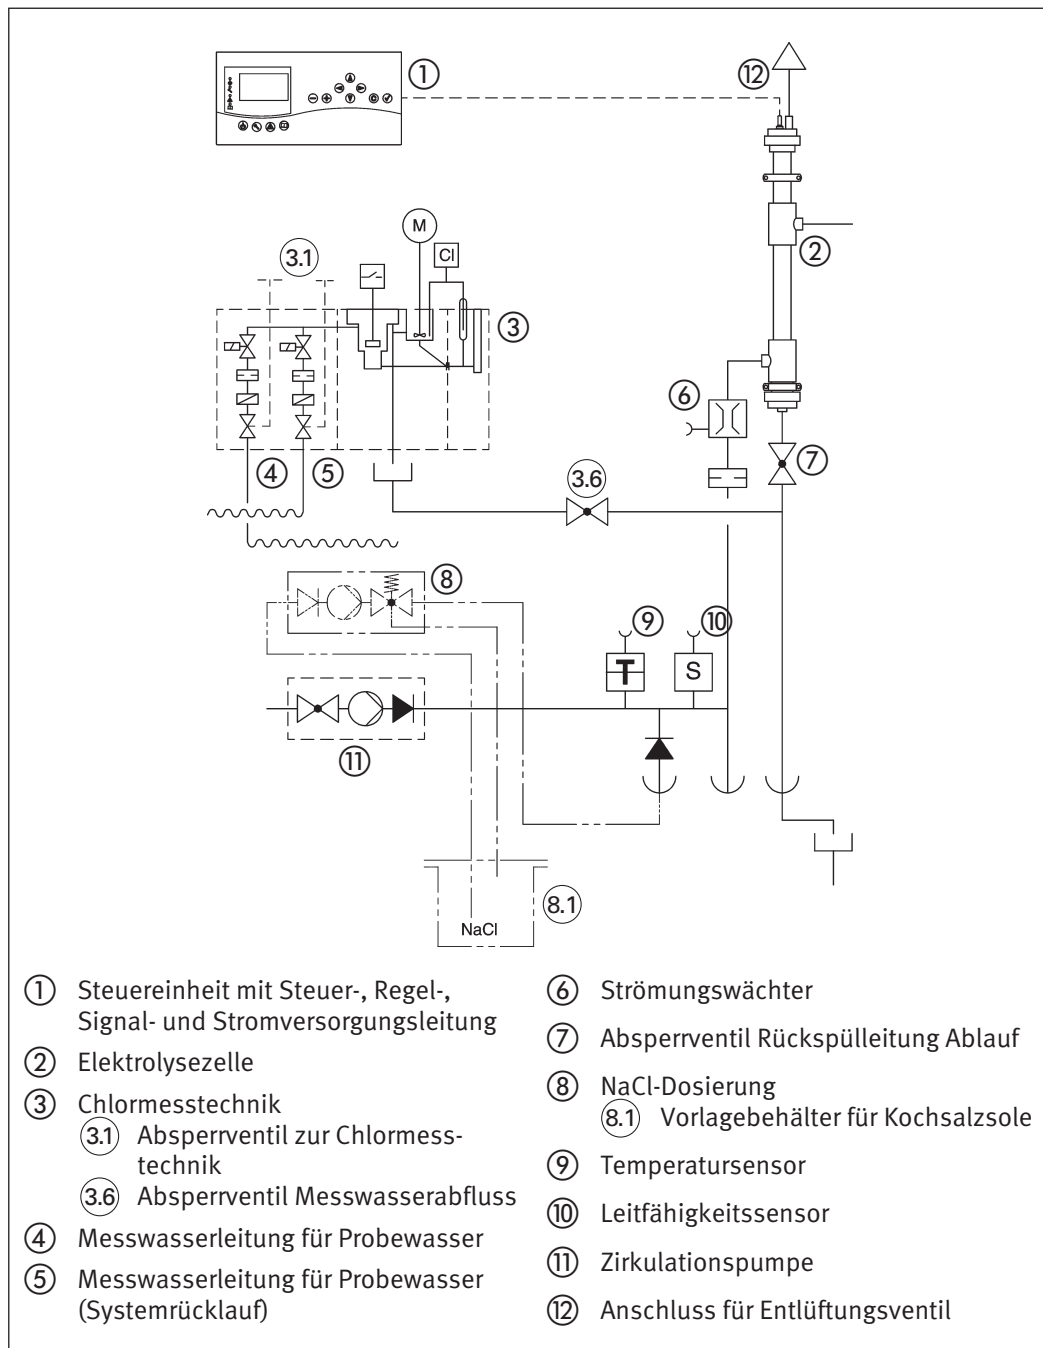 1
12
M
Cl
3.1
2
3
6
4
5
7
3.6
8
9
10
T
S
11
8.1
NaCl
1 Steuereinheit mit Steuer-, Regel-,
Signal- und Stromversorgungsleitung
2 Elektrolysezelle
3 Chlormesstechnik
3.1 Absperrventil zur Chlormess-
technik
3.6 Absperrventil Messwasserabfluss
4 Messwasserleitung für Probewasser
5 Messwasserleitung für Probewasser
(Systemrücklauf)
6 Strömungswächter
7 Absperrventil Rückspülleitung Ablauf
8 NaCl-Dosierung
8.1 Vorlagebehälter für Kochsalzsole
9 Temperatursensor
10 Leitfähigkeitssensor
11 Zirkulationspumpe
12 Anschluss für Entlüftungsventil